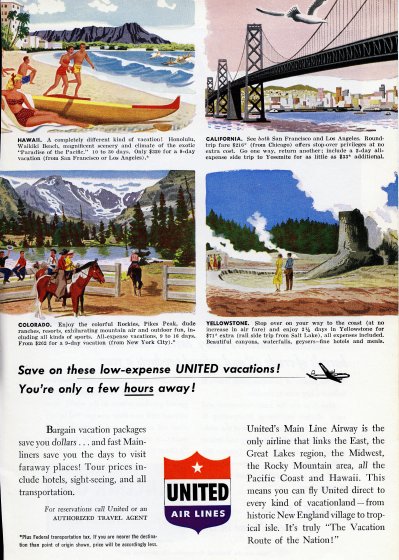 HAWAII. A completely different kind of vacation! Honolulu,
Waikiki Beach, magnificent scenery and climate of the exotic
"Paradise of the Pacific." 10 to 30 days. Only $320 for a 9-day
vacation (from San Francisco or Los Angeles).*
CALIFORNIA. See both San Francisco and Los Angeles. Round-
trip fare $216* (from Chicago) offers stop-over privileges at no
extra cost. Go one way, return another; include a 2-day all-
expense side trip to Yosemite for as little as $35* additional.
COLORADO. Enjoy the colorful Rockies, Pikes Peak, dude
ranches, resorts, exhilarating mountain air and outdoor fun, in-
cluding all kinds of sports. All-expense vacations, 9 to 16 days.
From $262 for a 9-day vacation (from New York City).*
YELLOWSTONE. Stop over on your way to the coast (at no
increase in air fare) and enjoy 2½ days in Yellowstone for
$71* extra (rail side trip from Salt Lake), all expenses included.
Beautiful canyons, waterfalls, geysers—fine hotels and meals.
Save on these low-expense UNITED vacations!
You're only a few hours away!
Bargain vacation packages
save you dollars . . . and fast Main-
liners save you the days to visit
faraway places! Tour prices in-
clude hotels, sight-seeing, and all
transportation.
For reservations call United or an
AUTHORIZED TRAVEL AGENT
*Plus Federal transportation tax. If you are nearer the destina-
tion than point of origin shown, price will be accordingly less.
UNITED
AIR LINES
United's Main Line Airway is the
only airline that links the East, the
Great Lakes region, the Midwest,
the Rocky Mountain area, all the
Pacific Coast and Hawaii. This
means you can fly United direct to
every kind of vacationland—from
historic New England village to trop-
ical isle. It's truly "The Vacation
Route of the Nation!"